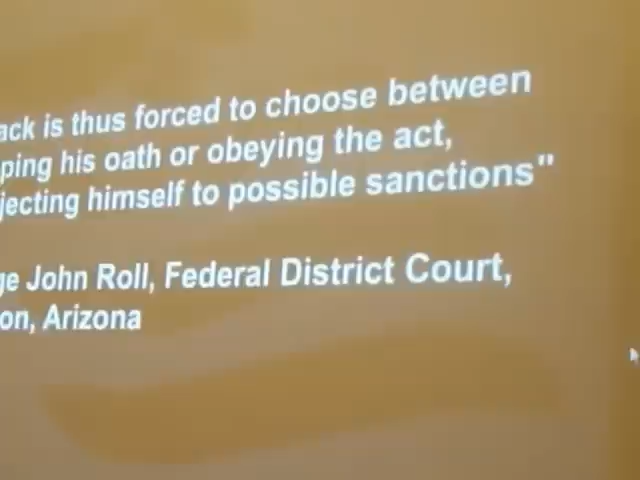 ack is thus forced to choose between
ping his oath or obeying the act,
jecting himself to possible sanctions"
ge John Roll, Federal District Court,
on, Arizona